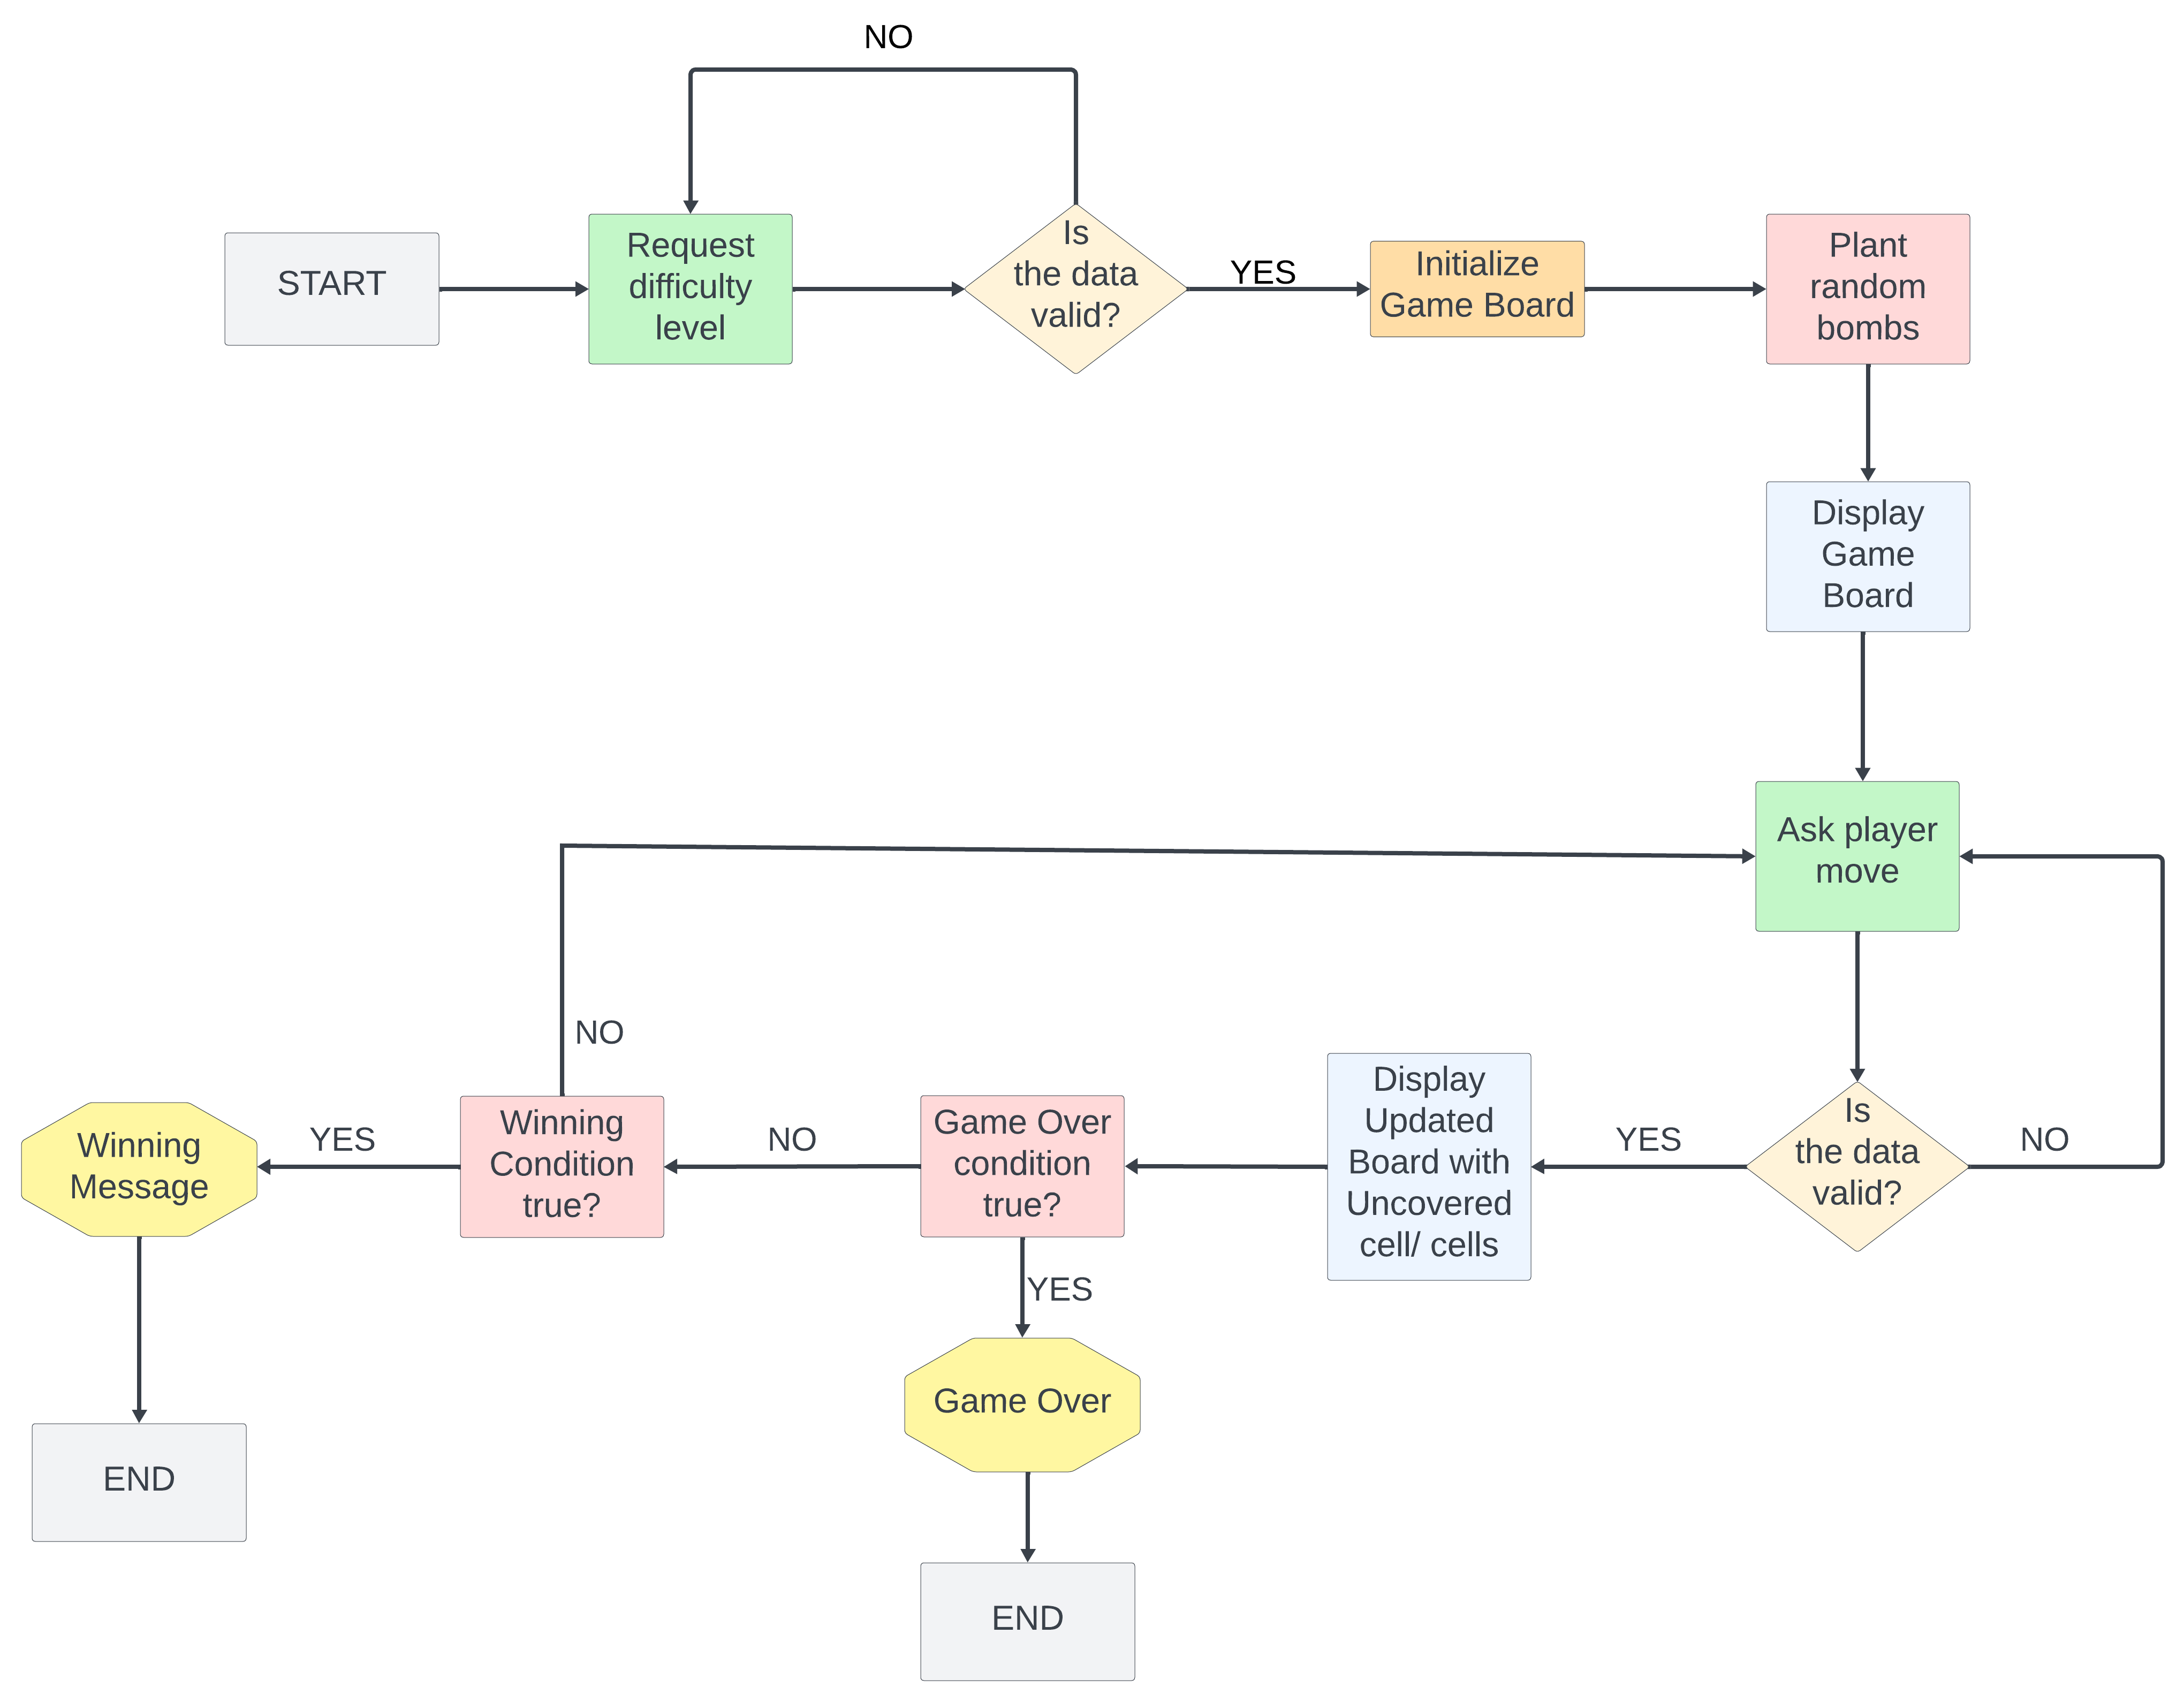 NO
START
Request
difficulty
level
Is
the data
valid?
YES
Initialize
Game Board
Plant
random
bombs
Display
Game
Board
Ask player
move
NO
Is
the data
valid?
NO
YES
Display
Updated
Board with
Uncovered
cell/ cells
Game Over
condition
true?
NO
Winning
Condition
true?
YES
Winning
Message
YES
Game Over
END
END